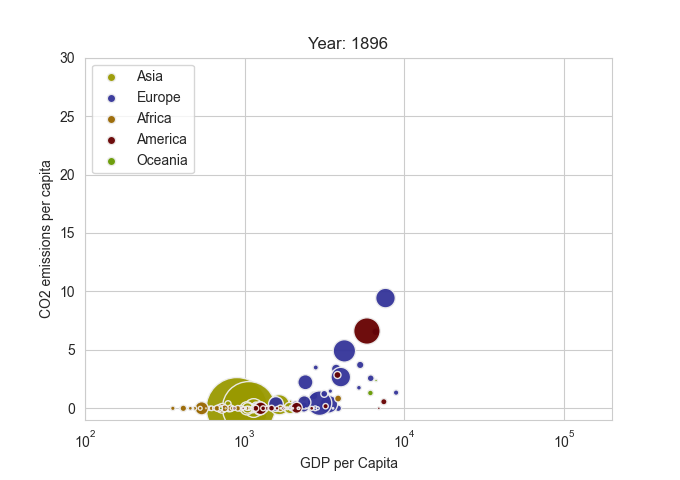 Year: 1896
30
25
20
15
10
5
0
CO2 emissions per capita
Asia
Europe
Africa
America
Oceania
10²
10³
10⁴
10⁵
GDP per Capita